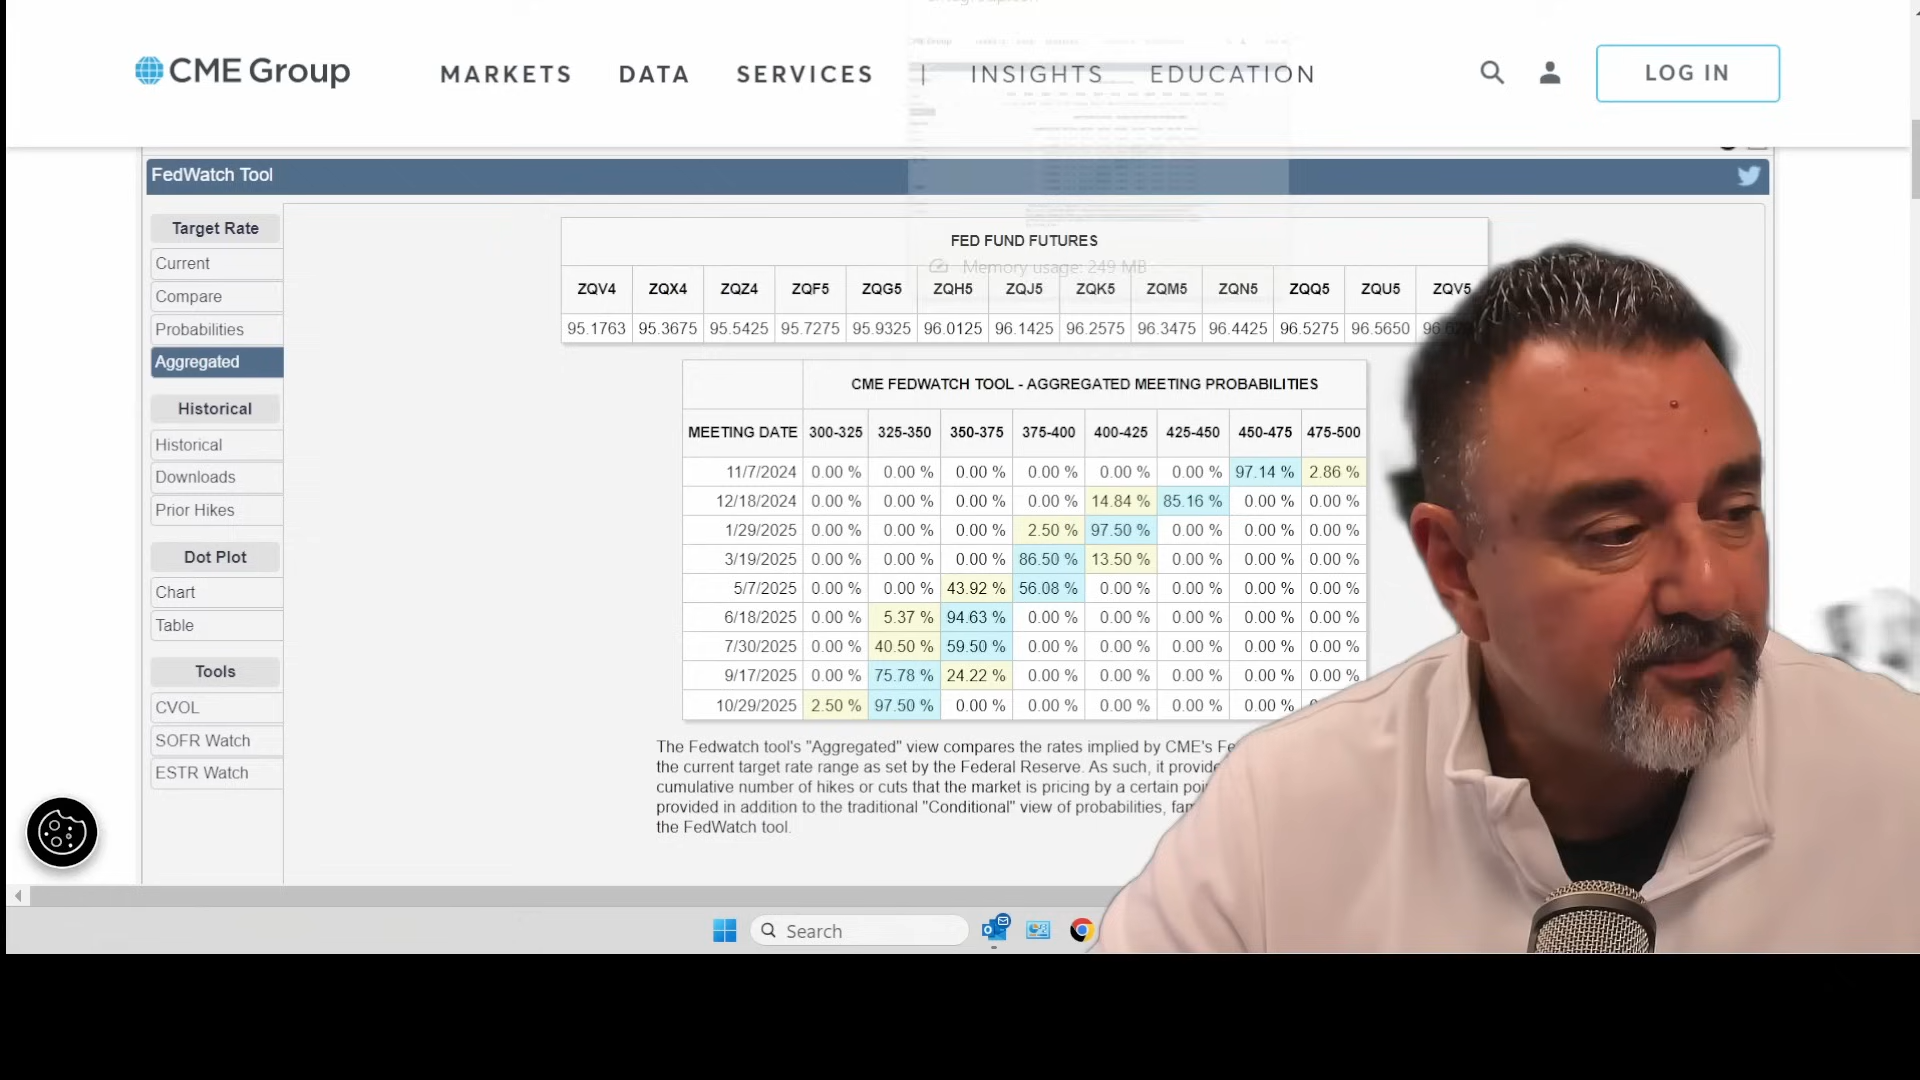 CME Group
MARKETS DATA SERVICES | INSIGHTS EDUCATION
LOG IN
FedWatch Tool
Target Rate
Current
Compare
Probabilities
Aggregated
Historical
Historical
Downloads
Prior Hikes
Dot Plot
Chart
Table
Tools
CVOL
SOFR Watch
ESTR Watch
FED FUND FUTURES
Memory usage: 249 MB
ZQV4 ZQX4 ZQZ4 ZQF5 ZQG5 ZQH5 ZQJ5 ZQK5 ZQM5 ZQN5 ZQQ5 ZQU5 ZQV5
95.1763 95.3675 95.5425 95.7275 95.9325 96.0125 96.1425 96.2575 96.3475 96.4425 96.5275 96.5650
CME FEDWATCH TOOL - AGGREGATED MEETING PROBABILITIES
MEETING DATE 300-325 325-350 350-375 375-400 400-425 425-450 450-475 475-500
11/7/2024 0.00 % 0.00 % 0.00 % 0.00 % 0.00 % 0.00 % 97.14 % 2.86 %
12/18/2024 0.00 % 0.00 % 0.00 % 0.00 % 14.84 % 85.16 % 0.00 % 0.00 %
1/29/2025 0.00 % 0.00 % 0.00 % 2.50 % 97.50 % 0.00 % 0.00 % 0.00 %
3/19/2025 0.00 % 0.00 % 0.00 % 86.50 % 13.50 % 0.00 % 0.00 % 0.00 %
5/7/2025 0.00 % 0.00 % 43.92 % 56.08 % 0.00 % 0.00 % 0.00 % 0.00 %
6/18/2025 0.00 % 5.37 % 94.63 % 0.00 % 0.00 % 0.00 % 0.00 % 0.00 %
7/30/2025 0.00 % 40.50 % 59.50 % 0.00 % 0.00 % 0.00 % 0.00 % 0.00 %
9/17/2025 0.00 % 75.78 % 24.22 % 0.00 % 0.00 % 0.00 % 0.00 % 0.00 %
10/29/2025 2.50 % 97.50 % 0.00 % 0.00 % 0.00 % 0.00 % 0.00 %
The Fedwatch tool's "Aggregated" view compares the rates implied by CME's
the current target rate range as set by the Federal Reserve. As such, it
cumulative number of hikes or cuts that the market is pricing by a certain
provided in addition to the traditional "Conditional" view of probabilities,
the FedWatch tool.
Search